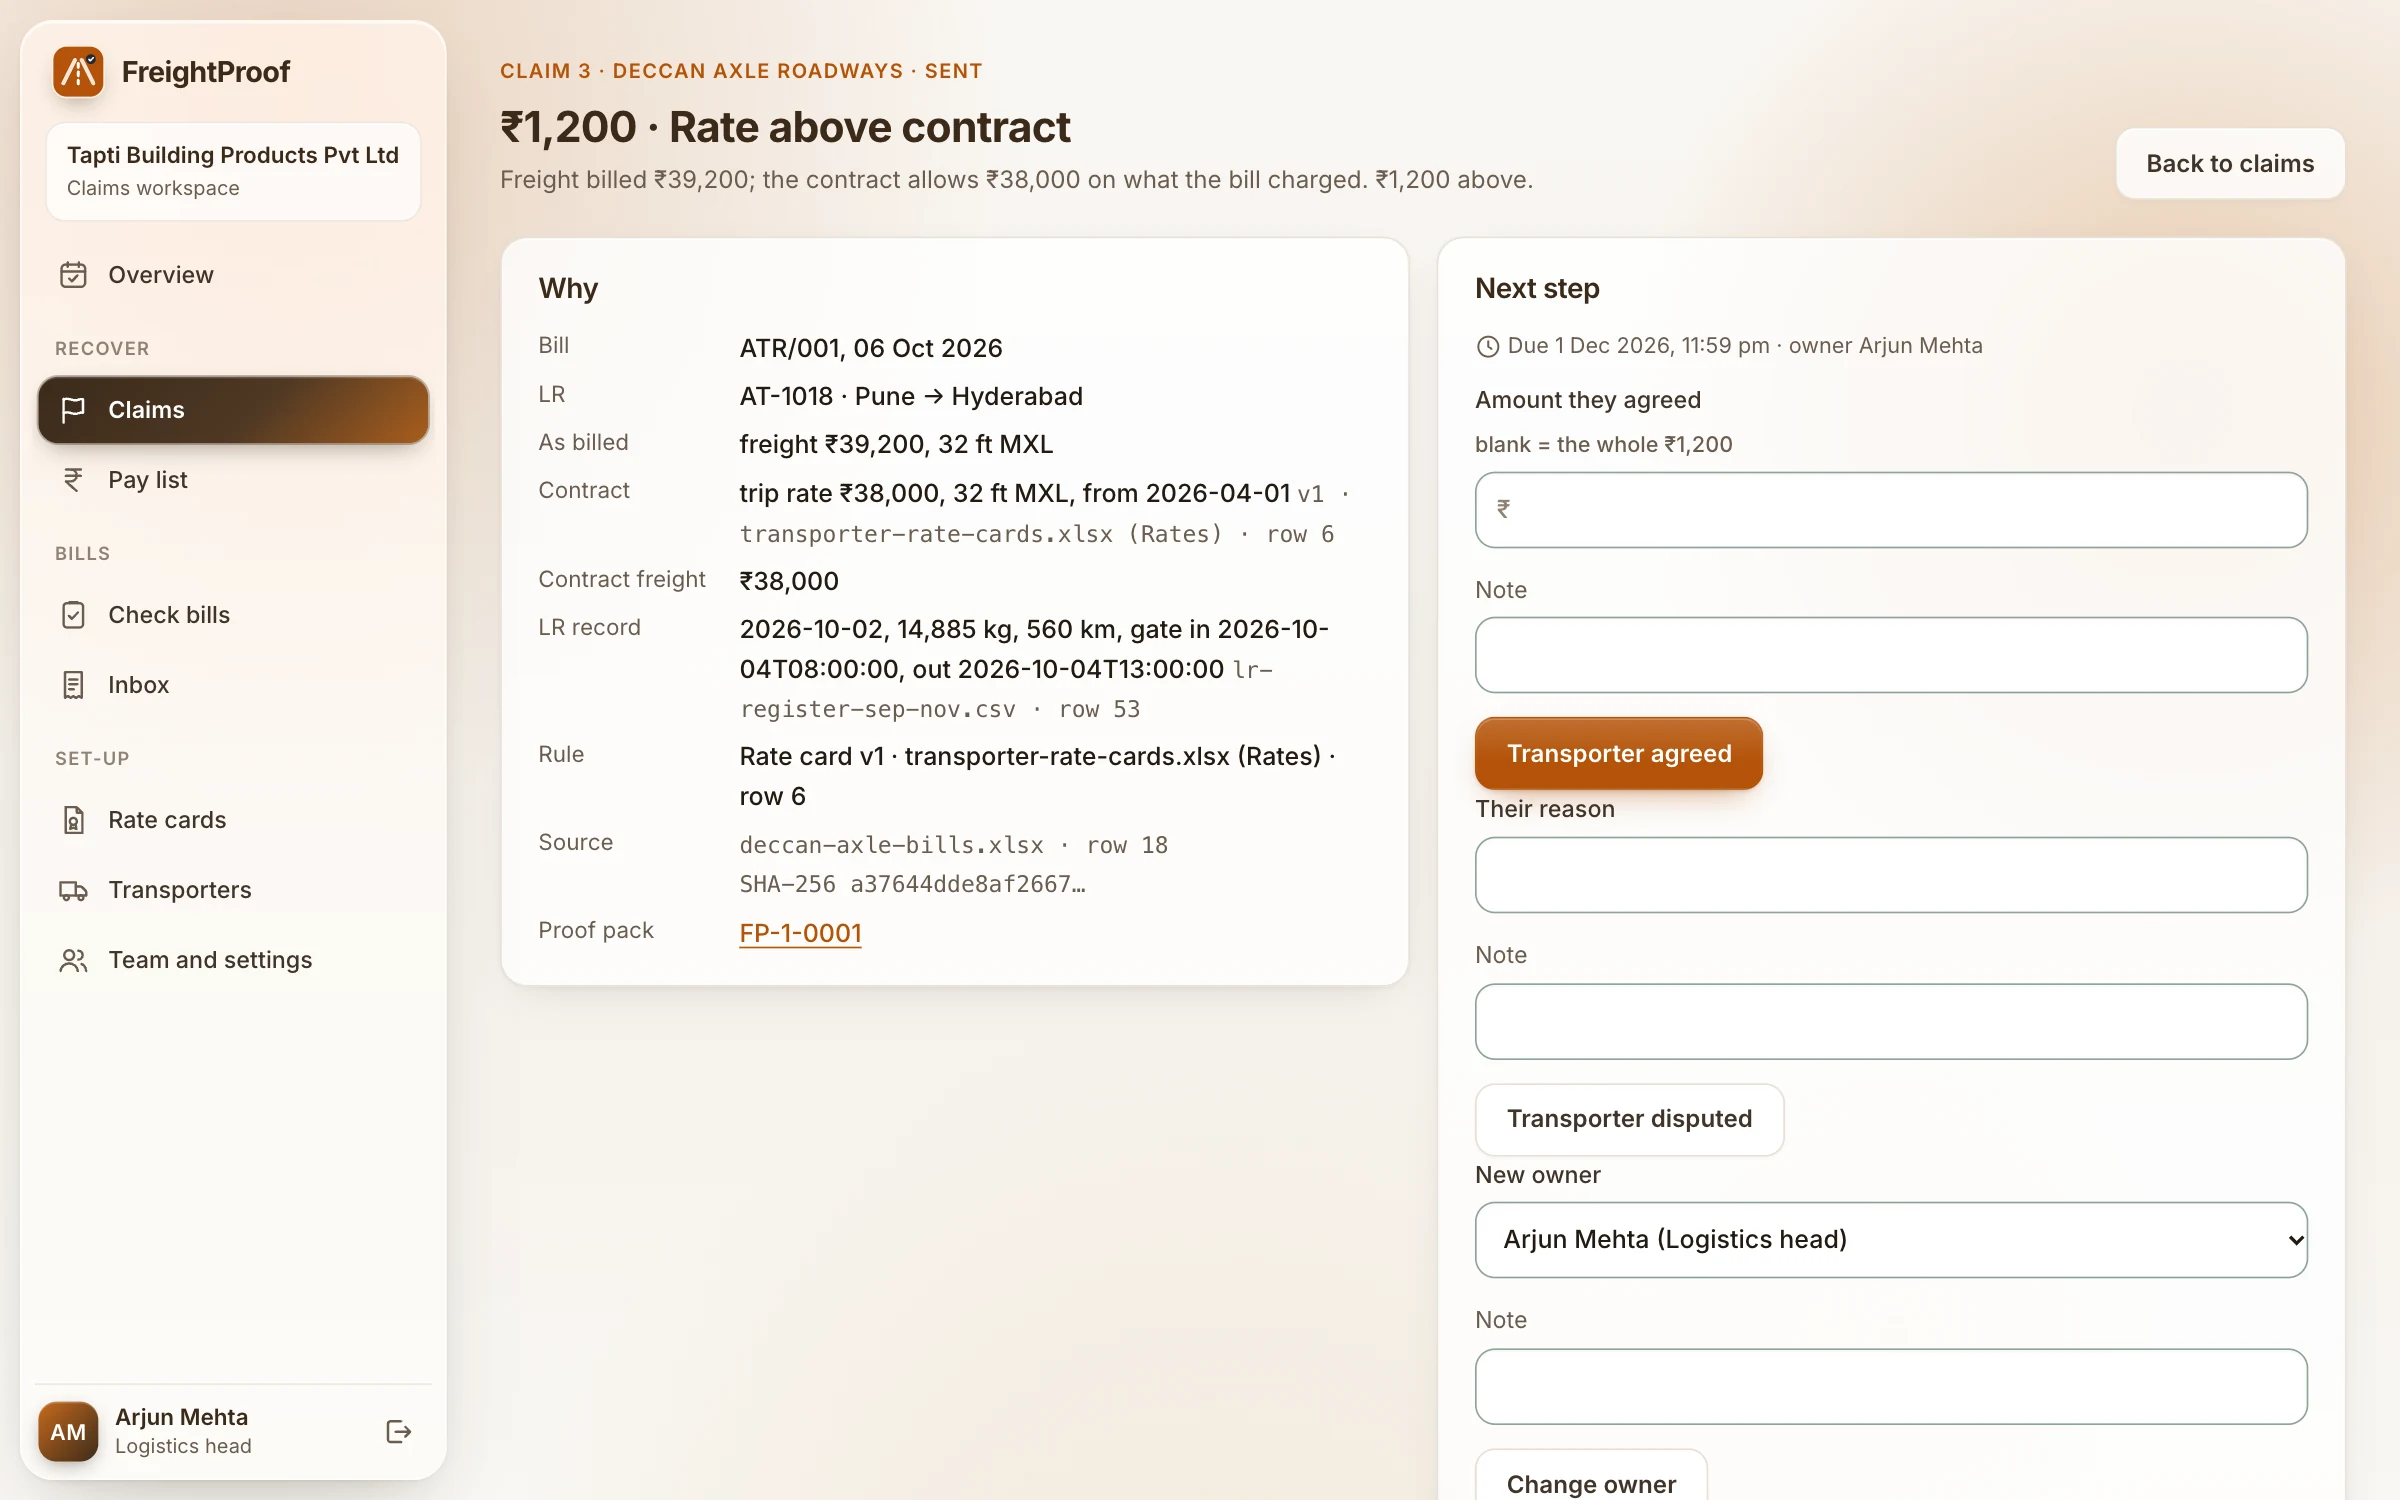 FreightProof
Tapti Building Products Pvt Ltd
Claims workspace
Overview
RECOVER
Claims
Pay list
BILLS
Check bills
Inbox
SET-UP
Rate cards
Transporters
Team and settings
AM
Arjun Mehta
Logistics head
CLAIM 3 · DECCAN AXLE ROADWAYS · SENT
₹1,200 · Rate above contract
Freight billed ₹39,200; the contract allows ₹38,000 on what the bill charged. ₹1,200 above.
Back to claims
Why
Bill ATR/001, 06 Oct 2026
LR AT-1018 · Pune → Hyderabad
As billed freight ₹39,200, 32 ft MXL
Contract trip rate ₹38,000, 32 ft MXL, from 2026-04-01 v1 ·
transporter-rate-cards.xlsx (Rates) · row 6
Contract freight ₹38,000
LR record 2026-10-02, 14,885 kg, 560 km, gate in 2026-10-
04T08:00:00, out 2026-10-04T13:00:00 lr-
register-sep-nov.csv · row 53
Rule Rate card v1 · transporter-rate-cards.xlsx (Rates) ·
row 6
Source deccan-axle-bills.xlsx · row 18
SHA-256 a37644dde8af2667…
Proof pack FP-1-0001
Next step
Due 1 Dec 2026, 11:59 pm · owner Arjun Mehta
Amount they agreed
blank = the whole ₹1,200
₹
Note
Transporter agreed
Their reason
Note
Transporter disputed
New owner
Arjun Mehta (Logistics head)
Note
Change owner